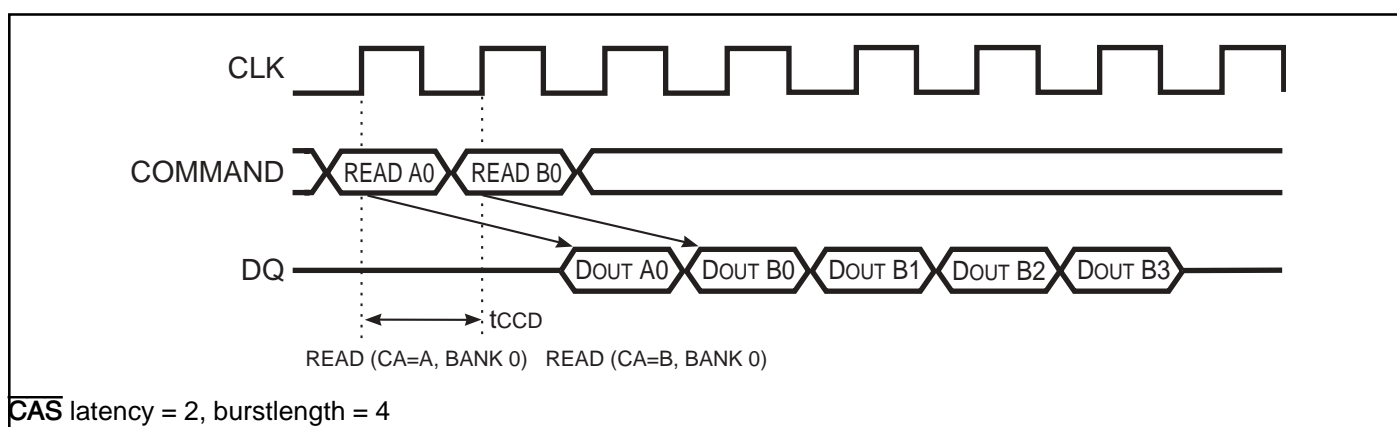 CLK
COMMAND READ A0 READ B0
DQ DOUT A0 DOUT B0 DOUT B1 DOUT B2 DOUT B3
tCCD
READ (CA=A, BANK 0) READ (CA=B, BANK 0)
CAS latency = 2, burstlength = 4